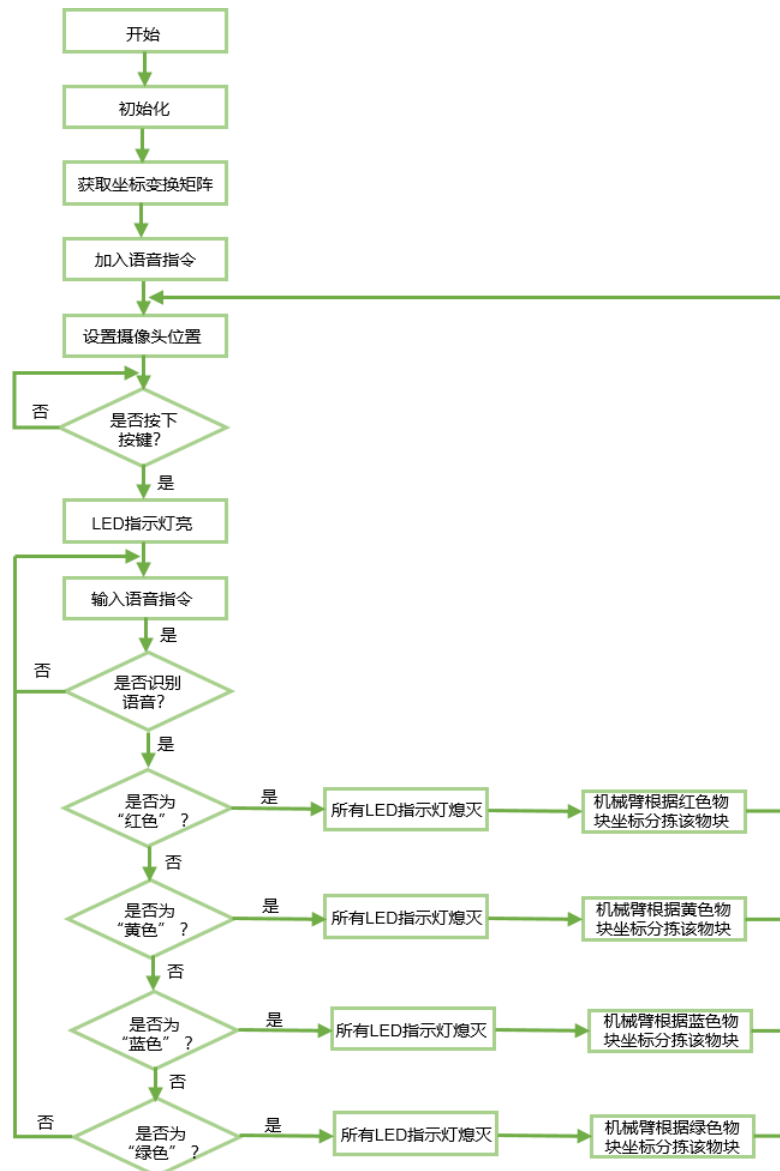 开始
初始化
获取坐标变换矩阵
加入语音指令
设置摄像头位置
否
是否按下
按键?
是
LED指示灯亮
输入语音指令
是
否
是否识别
语音?
是
是否为
“红色” ?
是
所有LED指示灯熄灭
机械臂根据红色物
块坐标分拣该物块
否
是否为
“黄色” ?
是
所有LED指示灯熄灭
机械臂根据黄色物
块坐标分拣该物块
否
是否为
“蓝色” ?
是
所有LED指示灯熄灭
机械臂根据蓝色物
块坐标分拣该物块
否
否
是否为
“绿色” ?
是
所有LED指示灯熄灭
机械臂根据绿色物
块坐标分拣该物块